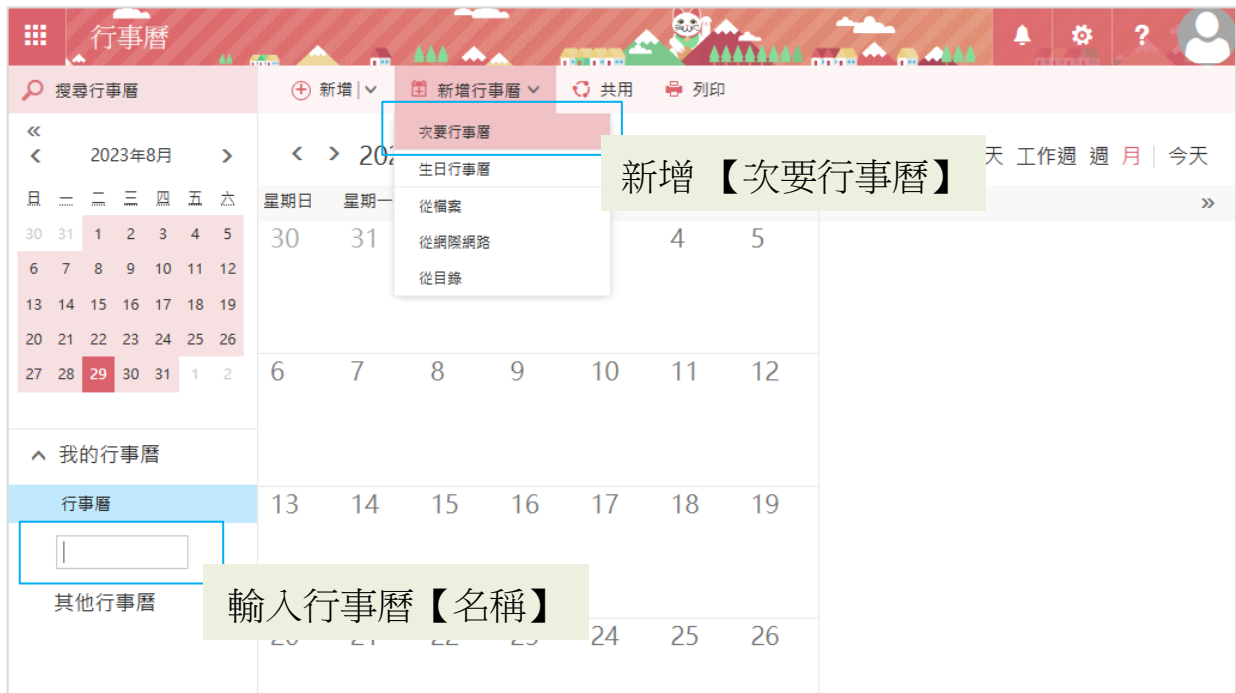 行事曆
?
搜尋行事曆
新增
新增行事曆
共用
列印
次要行事曆
生日行事曆
從檔案
從網際網路
從目錄
新增 【次要行事曆】
«
< 2023年8月 >
日 一 二 三 四 五 六
30 31 1 2 3 4 5
6 7 8 9 10 11 12
13 14 15 16 17 18 19
20 21 22 23 24 25 26
27 28 29 30 31 1 2
我的行事曆
行事曆
其他行事曆
輸入行事曆【名稱】
< > 202
天 工作週 週 月 今天
星期日 星期一
»
30 31 4 5
6 7 8 9 10 11 12
13 14 15 16 17 18 19
24 25 26